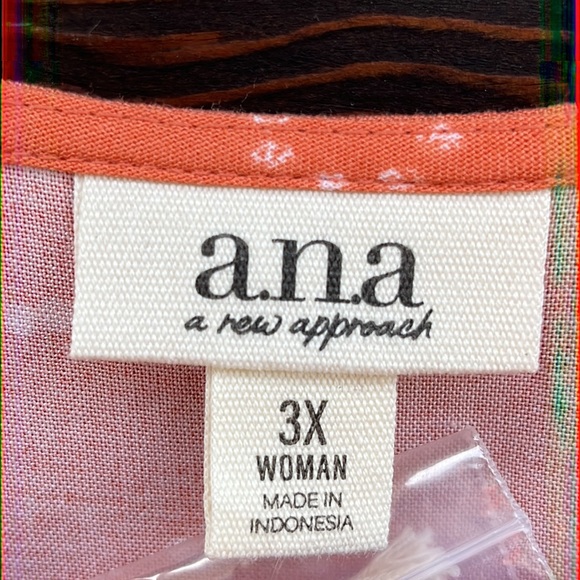 a.n.a
a new approach
3X
WOMAN
MADE IN
INDONESIA